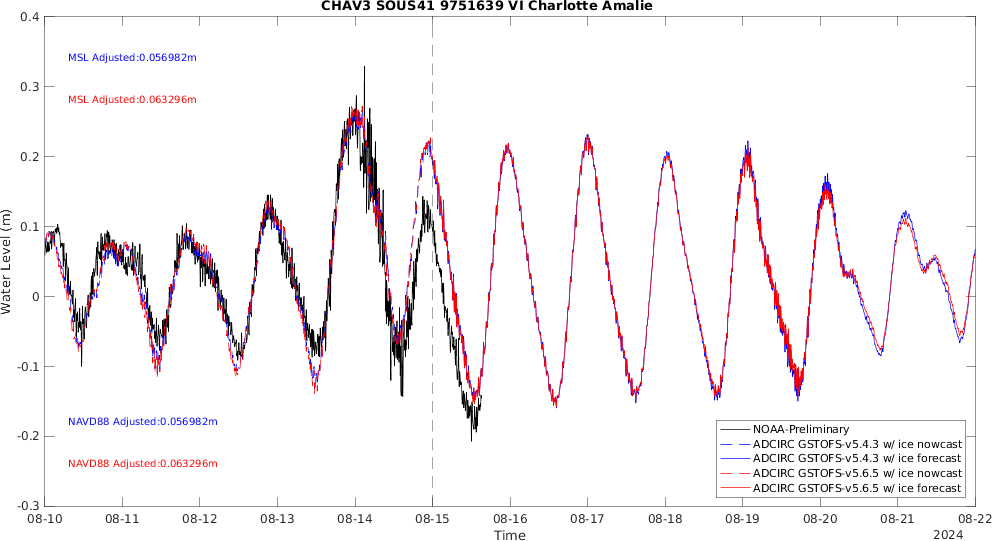 CHAV3 SOUS41 9751639 VI Charlotte Amalie
0.4
0.3
0.2
0.1
0
-0.1
-0.2
-0.3
Water Level (m)
MSL Adjusted:0.056982m
MSL Adjusted:0.063296m
NAVD88 Adjusted:0.056982m
NAVD88 Adjusted:0.063296m
NOAA-Preliminary
ADCIRC GSTOFS-v5.4.3 w/ ice nowcast
ADCIRC GSTOFS-v5.4.3 w/ ice forecast
ADCIRC GSTOFS-v5.6.5 w/ ice nowcast
ADCIRC GSTOFS-v5.6.5 w/ ice forecast
08-10 08-11 08-12 08-13 08-14 08-15 08-16 08-17 08-18 08-19 08-20 08-21 08-22
Time
2024